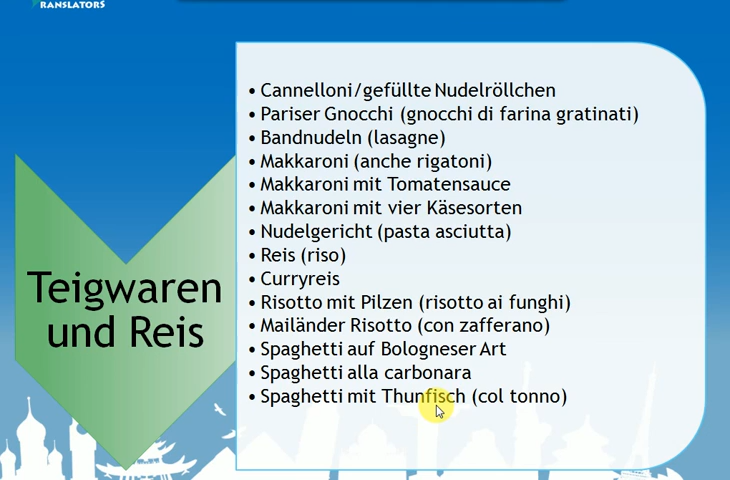 RANSLATORS
Teigwaren
und Reis
• Cannelloni/gefüllte Nudelröllchen
• Pariser Gnocchi (gnocchi di farina gratinati)
• Bandnudeln (lasagne)
• Makkaroni (anche rigatoni)
• Makkaroni mit Tomatensauce
• Makkaroni mit vier Käsesorten
• Nudelgericht (pasta asciutta)
• Reis (riso)
• Curryreis
• Risotto mit Pilzen (risotto ai funghi)
• Mailänder Risotto (con zafferano)
• Spaghetti auf Bologneser Art
• Spaghetti alla carbonara
• Spaghetti mit Thunfisch (col tonno)